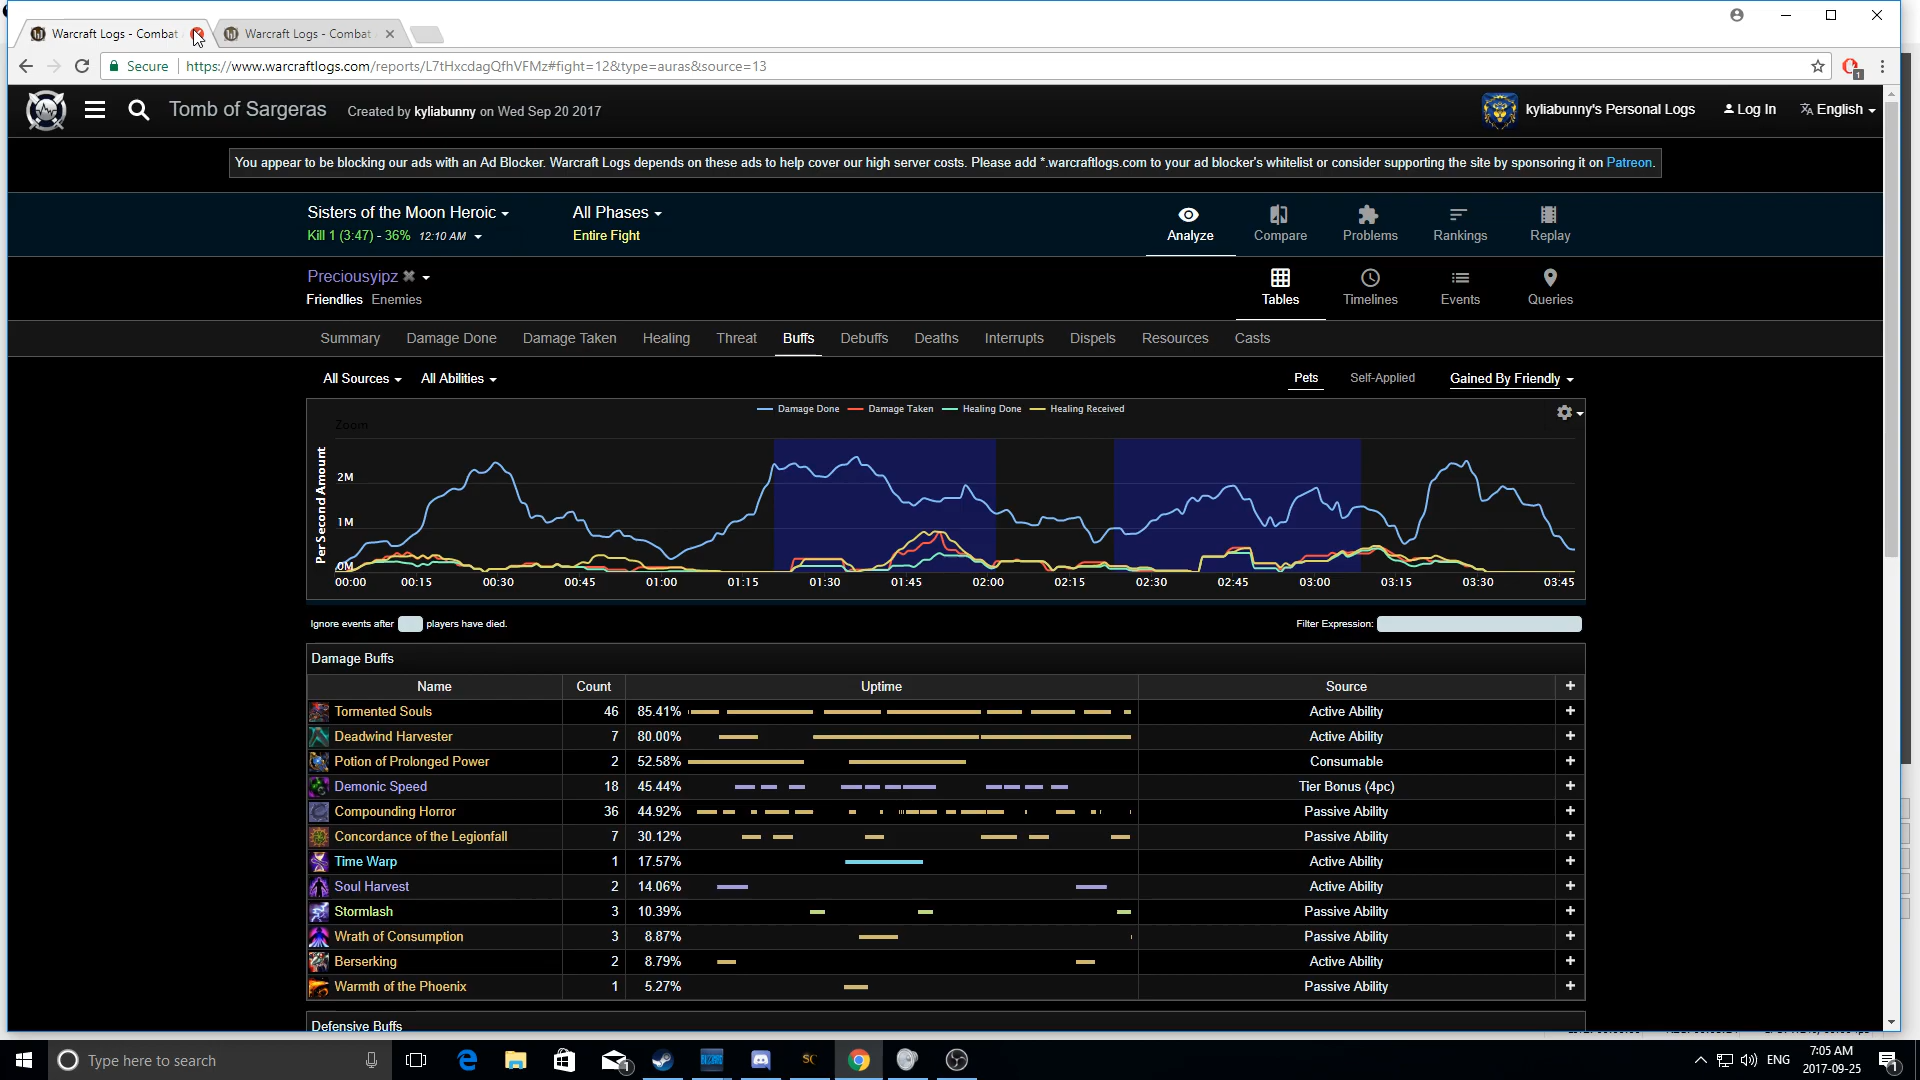 Warcraft Logs - Combat
Warcraft Logs - Combat
Secure
https://www.warcraftlogs.com/reports/L7tHxcdagQfhVFMz#fight=12&type=auras&source=13
1
Tomb of Sargeras
Created by kyliabunny on Wed Sep 20 2017
kyliabunny's Personal Logs
Log In
English
You appear to be blocking our ads with an Ad Blocker. Warcraft Logs depends on these ads to help cover our high server costs. Please add *.warcraftlogs.com to your ad blocker's whitelist or consider supporting the site by sponsoring it on Patreon.
Sisters of the Moon Heroic
All Phases
Kill 1 (3:47) - 36% 12:10 AM
Entire Fight
Analyze
Compare
Problems
Rankings
Replay
Preciousyipz
Friendlies Enemies
Tables
Timelines
Events
Queries
Summary Damage Done Damage Taken Healing Threat Buffs Debuffs Deaths Interrupts Dispels Resources Casts
All Sources All Abilities
Pets Self-Applied Gained By Friendly
Damage Done Damage Taken Healing Done Healing Received
Zoom
Per Second Amount
2M
1M
0M
00:00 00:15 00:30 00:45 01:00 01:15 01:30 01:45 02:00 02:15 02:30 02:45 03:00 03:15 03:30 03:45
Ignore events after players have died.
Filter Expression:
Damage Buffs
Name Count Uptime Source +
Tormented Souls 46 85.41% Active Ability +
Deadwind Harvester 7 80.00% Active Ability +
Potion of Prolonged Power 2 52.58% Consumable +
Demonic Speed 18 45.44% Tier Bonus (4pc) +
Compounding Horror 36 44.92% Passive Ability +
Concordance of the Legionfall 7 30.12% Passive Ability +
Time Warp 1 17.57% Active Ability +
Soul Harvest 2 14.06% Active Ability +
Stormlash 3 10.39% Passive Ability +
Wrath of Consumption 3 8.87% Passive Ability +
Berserking 2 8.79% Active Ability +
Warmth of the Phoenix 1 5.27% Passive Ability +
Defensive Buffs
Type here to search
1
SC
ENG
7:05 AM
2017-09-25
1